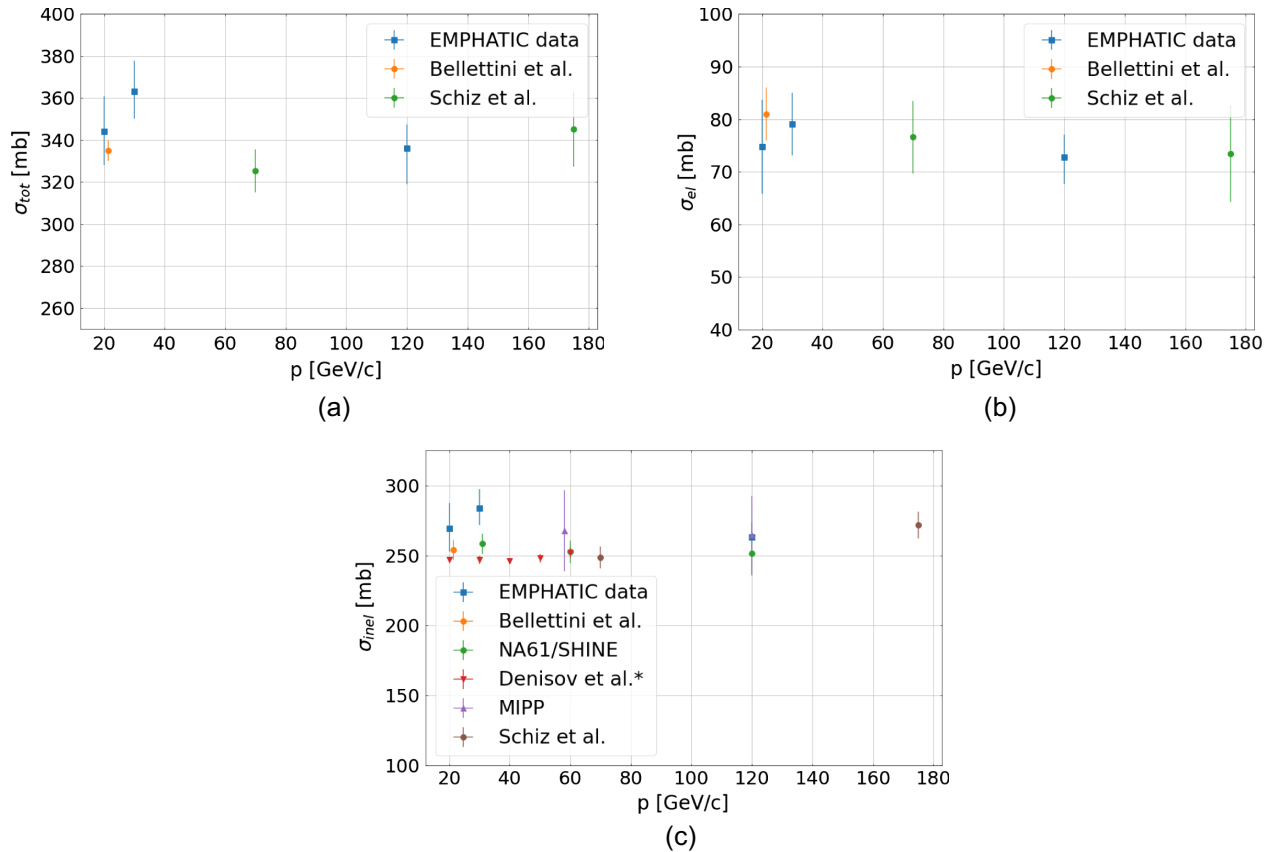 400
380
360
340
320
300
280
260
σtot [mb]
EMPHATIC data
Bellettini et al.
Schiz et al.
20 40 60 80 100 120 140 160 180
p [GeV/c]
(a)
100
90
80
70
60
50
40
σel [mb]
EMPHATIC data
Bellettini et al.
Schiz et al.
20 40 60 80 100 120 140 160 180
p [GeV/c]
(b)
300
250
200
150
100
σinel [mb]
EMPHATIC data
Bellettini et al.
NA61/SHINE
Denisov et al.*
MIPP
Schiz et al.
20 40 60 80 100 120 140 160 180
p [GeV/c]
(c)